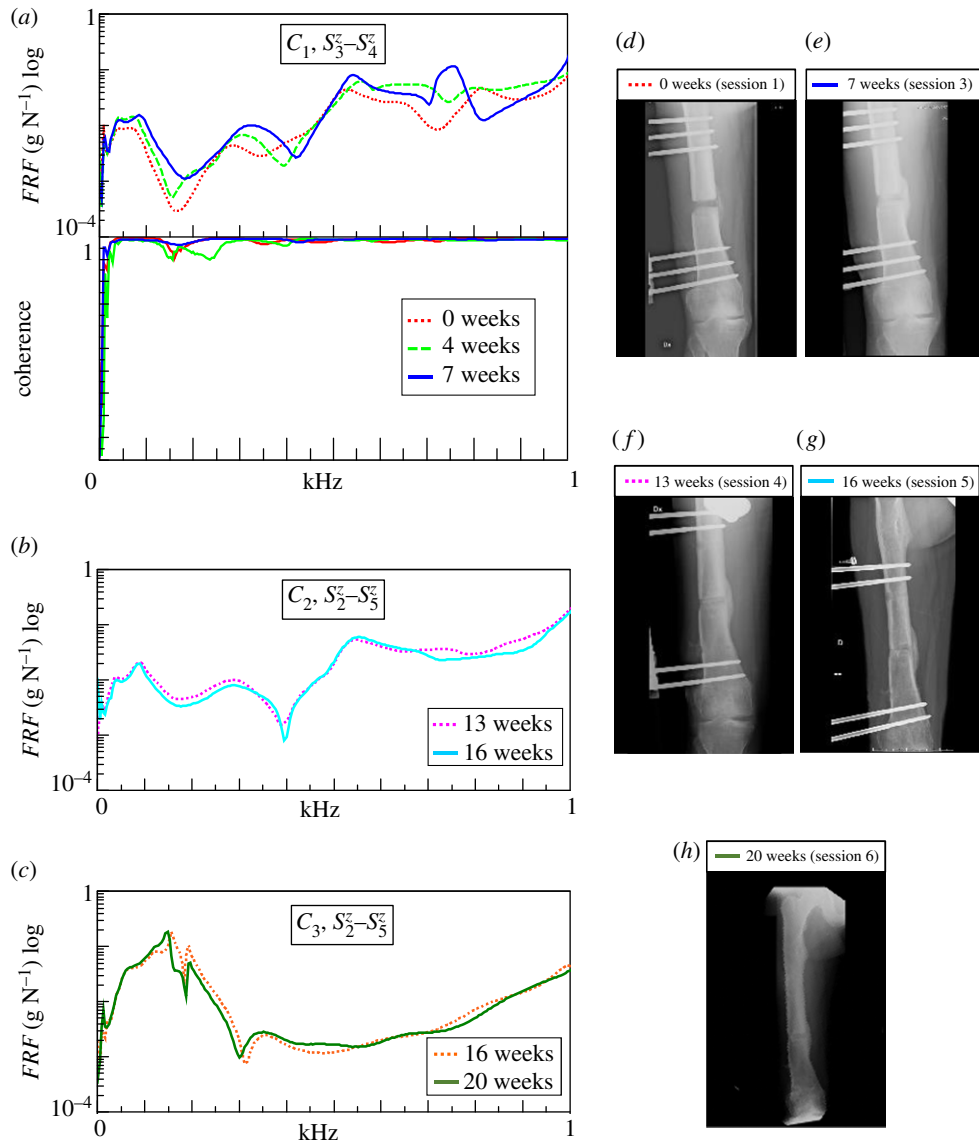 (a)
1
C₁, S₃ᶻ–S₄ᶻ
FRF (g N⁻¹) log
10⁻⁴
1
coherence
0 weeks
4 weeks
7 weeks
0
kHz
1
(b)
1
C₂, S₂ᶻ–S₅ᶻ
FRF (g N⁻¹) log
13 weeks
16 weeks
10⁻⁴
0
kHz
1
(c)
1
C₃, S₂ᶻ–S₅ᶻ
FRF (g N⁻¹) log
16 weeks
20 weeks
10⁻⁴
0
kHz
1
(d)
0 weeks (session 1)
Dx
(e)
7 weeks (session 3)
(f)
13 weeks (session 4)
Dx
(g)
16 weeks (session 5)
D
(h)
20 weeks (session 6)